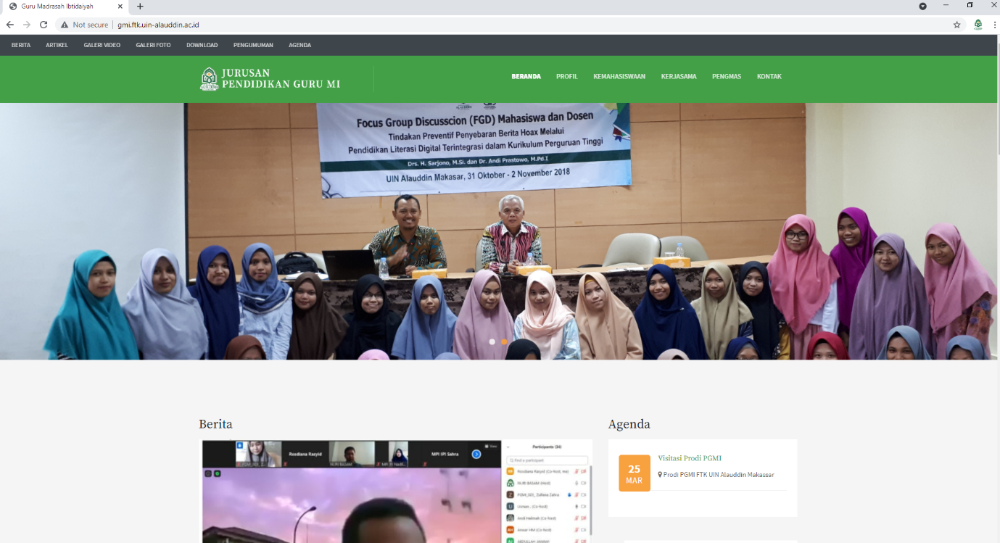 Guru Madrasah Ibtidaiyah
Not secure
gmi.ftk.uin-alauddin.ac.id
BERITA ARTIKEL GALERI VIDEO GALERI FOTO DOWNLOAD PENGUMUMAN AGENDA
JURUSAN
PENDIDIKAN GURU MI
BERANDA PROFIL KEMAHASISWAAN KERJASAMA PENGMAS KONTAK
Focus Group Discusscion (FGD) Mahasiswa dan Dosen
Tindakan Preventif Penyebaran Berita Hoax Melalui
Pendidikan Literasi Digital Terintegrasi dalam Kurikulum Perguruan Tinggi
Drs. H. Sarjono, M.Si. dan Dr. Andi Prastowo, M.Pd.I
UIN Alauddin Makasar, 31 Oktober - 2 November 2018
Berita
Rosdiana Rasyid
MPI IPI Sahra
View
Participants (34)
Find a participant
Rosdiana Rasyid (Co-host, me)
NURI BASAM (Host)
Usman.. (Co-host)
Andi Halimah (Co-host)
Anwar HM (Co-host)
Agenda
25
MAR
Visitasi Prodi PGMI
Prodi PGMI FTK UIN Alauddin Makassar